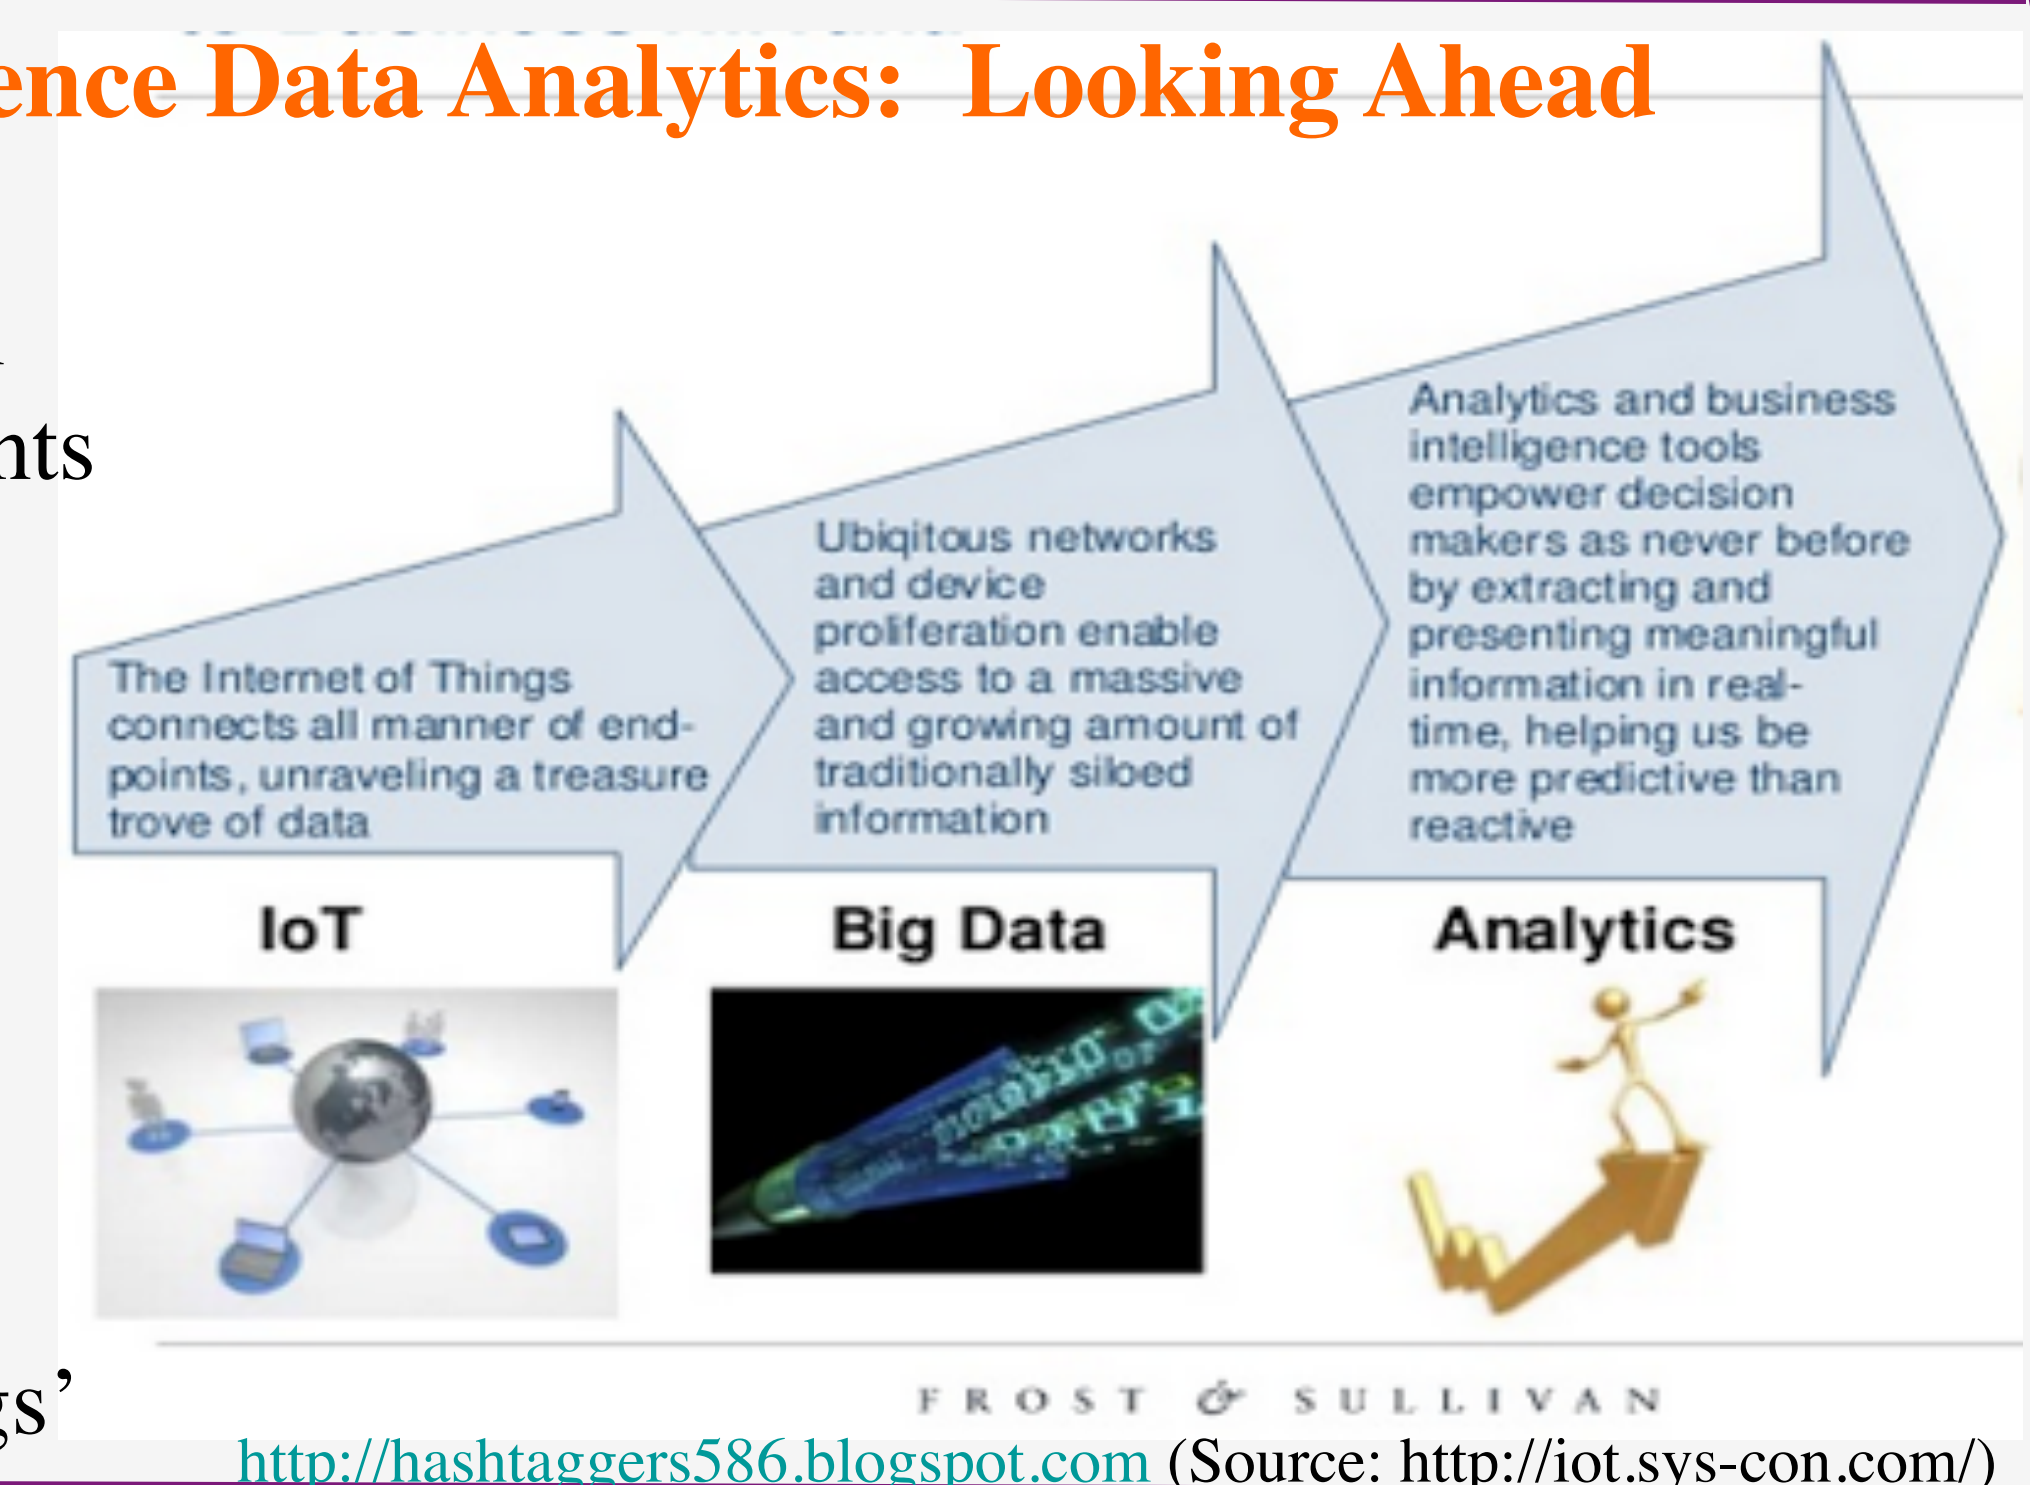 ence Data Analytics: Looking Ahead
nts
The Internet of Things
connects all manner of end-
points, unraveling a treasure
trove of data
Ubiqitous networks
and device
proliferation enable
access to a massive
and growing amount of
traditionally siloed
information
Analytics and business
intelligence tools
empower decision
makers as never before
by extracting and
presenting meaningful
information in real-
time, helping us be
more predictive than
reactive
IoT
Big Data
Analytics
FROST & SULLIVAN
gs’
http://hashtaggers586.blogspot.com (Source: http://iot.sys-con.com/)